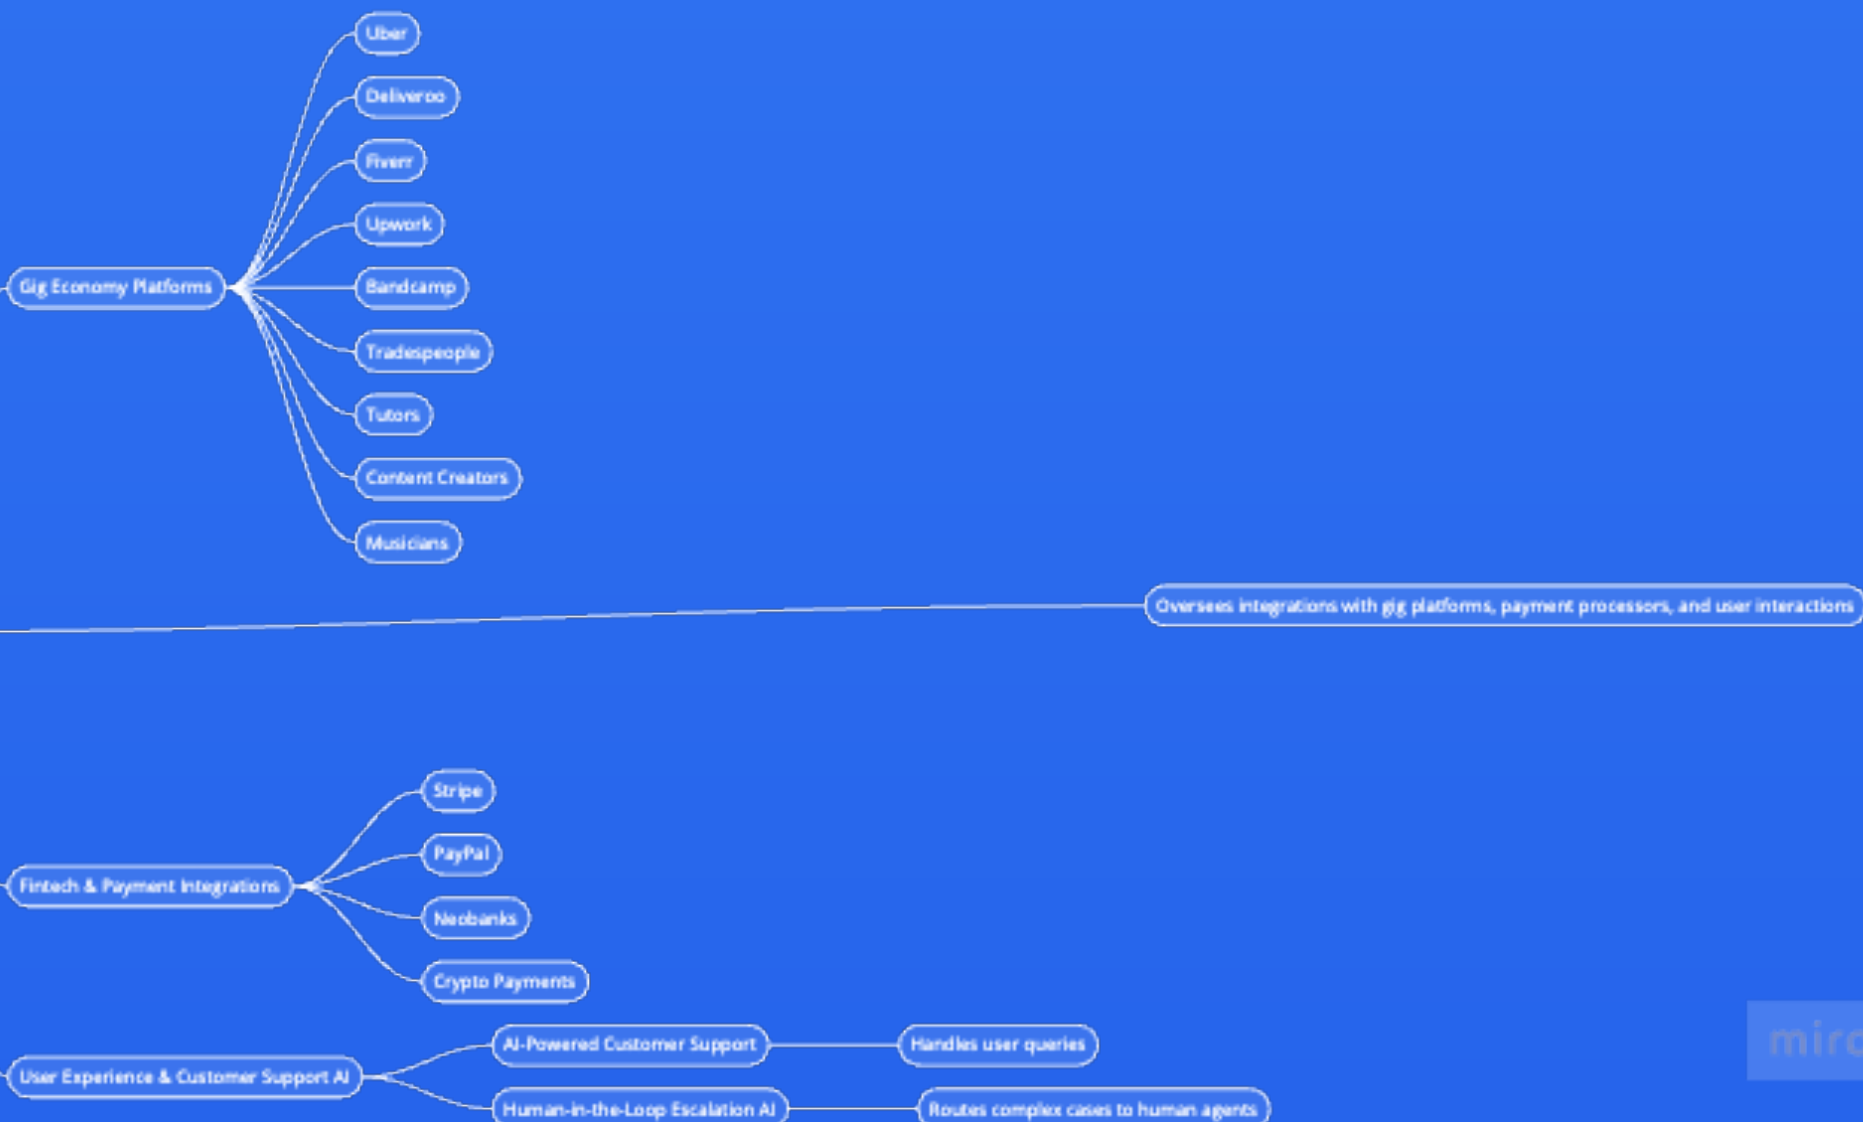 Uber
Deliveroo
Fiverr
Upwork
Gig Economy Platforms
Bandcamp
Tradespeople
Tutors
Content Creators
Musicians
Oversees integrations with gig platforms, payment processors, and user interactions
Stripe
PayPal
Fintech & Payment Integrations
Neobanks
Crypto Payments
AI-Powered Customer Support
Handles user queries
User Experience & Customer Support AI
Human-in-the-Loop Escalation AI
Routes complex cases to human agents